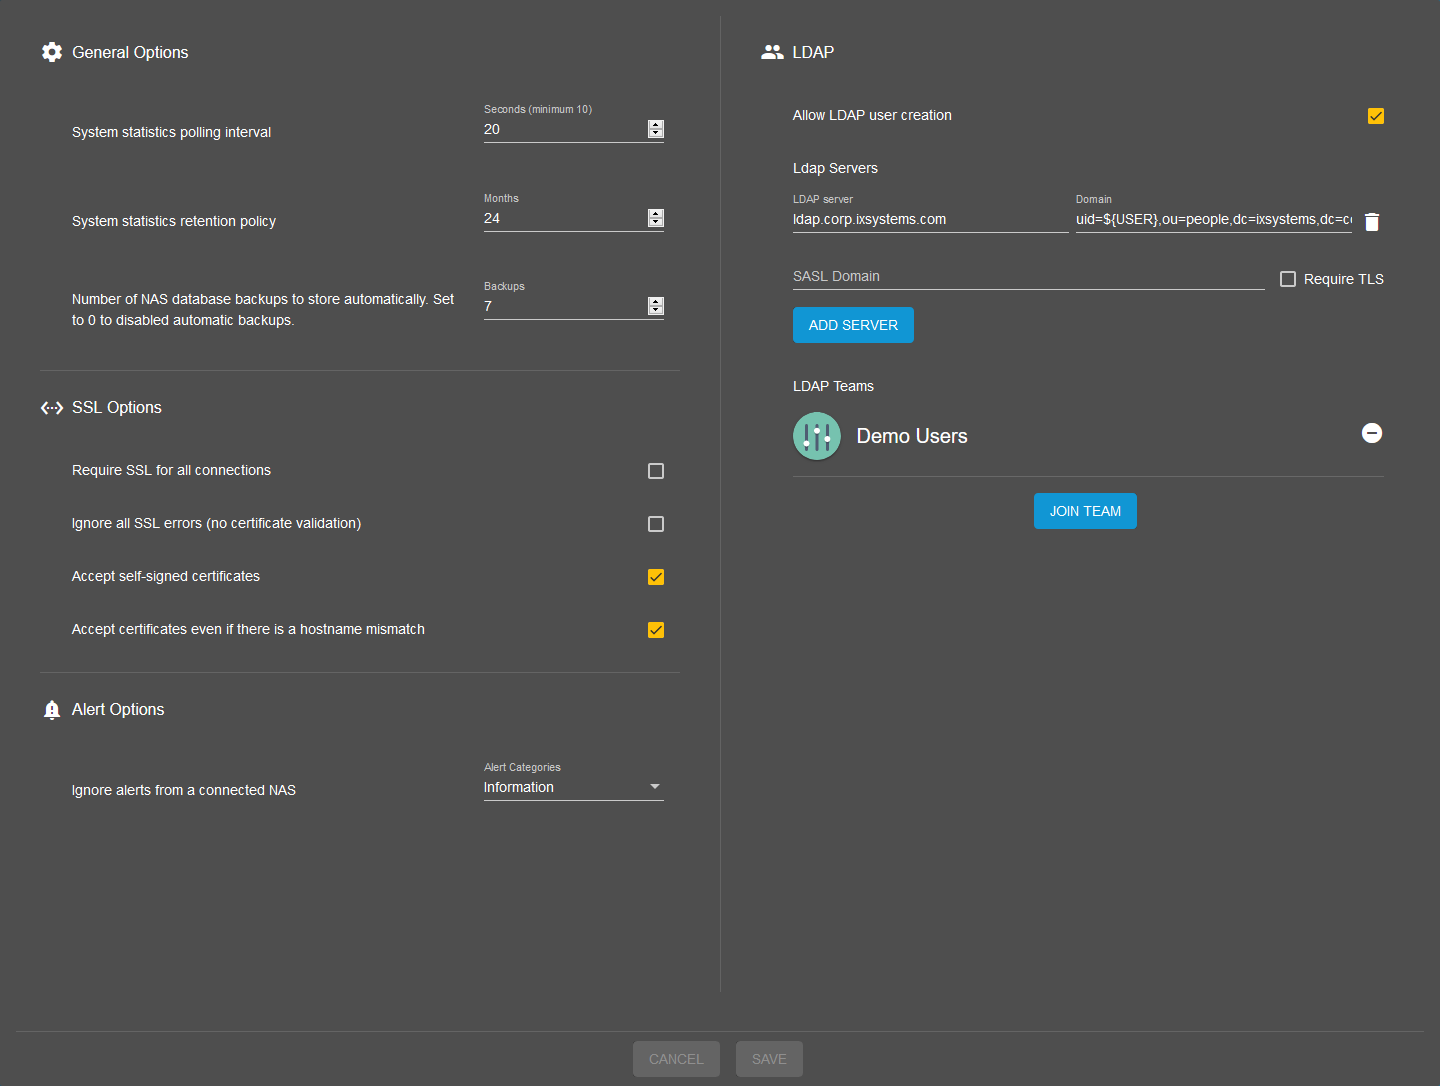 General Options
Seconds (minimum 10)
System statistics polling interval
20
Months
System statistics retention policy
24
Backups
Number of NAS database backups to store automatically. Set
to 0 to disabled automatic backups.
7
SSL Options
Require SSL for all connections
Ignore all SSL errors (no certificate validation)
Accept self-signed certificates
Accept certificates even if there is a hostname mismatch
Alert Options
Alert Categories
Ignore alerts from a connected NAS
Information
LDAP
Allow LDAP user creation
Ldap Servers
LDAP server
Domain
ldap.corp.ixsystems.com
uid=${USER},ou=people,dc=ixsystems,dc=c
SASL Domain
Require TLS
ADD SERVER
LDAP Teams
Demo Users
JOIN TEAM
CANCEL
SAVE